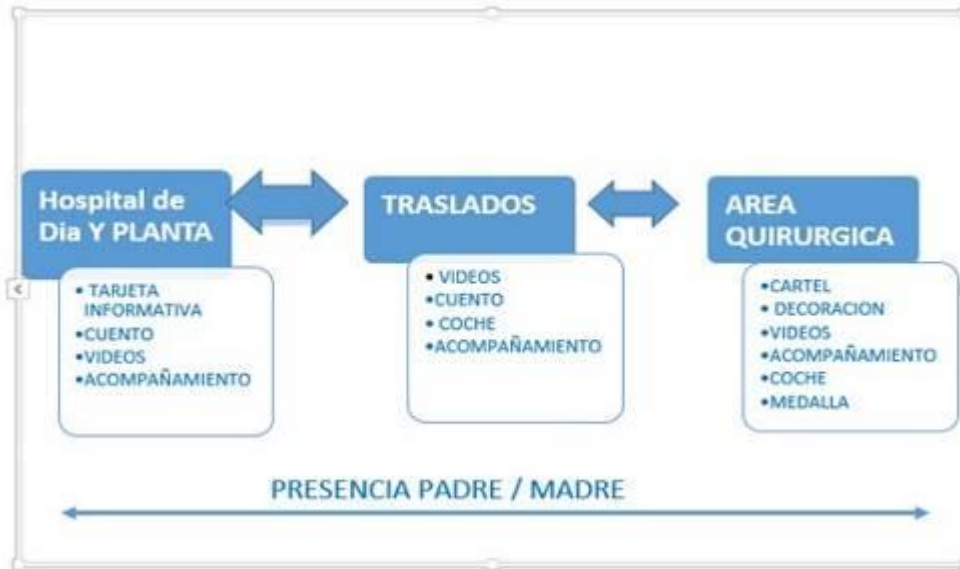 Hospital de
Dia Y PLANTA
• TARJETA
INFORMATIVA
•CUENTO
•VIDEOS
•ACOMPAÑAMIENTO
TRASLADOS
• VIDEOS
•CUENTO
• COCHE
•ACOMPAÑAMIENTO
AREA
QUIRURGICA
•CARTEL
• DECORACION
•VIDEOS
•ACOMPAÑAMIENTO
•COCHE
•MEDALLA
PRESENCIA PADRE / MADRE